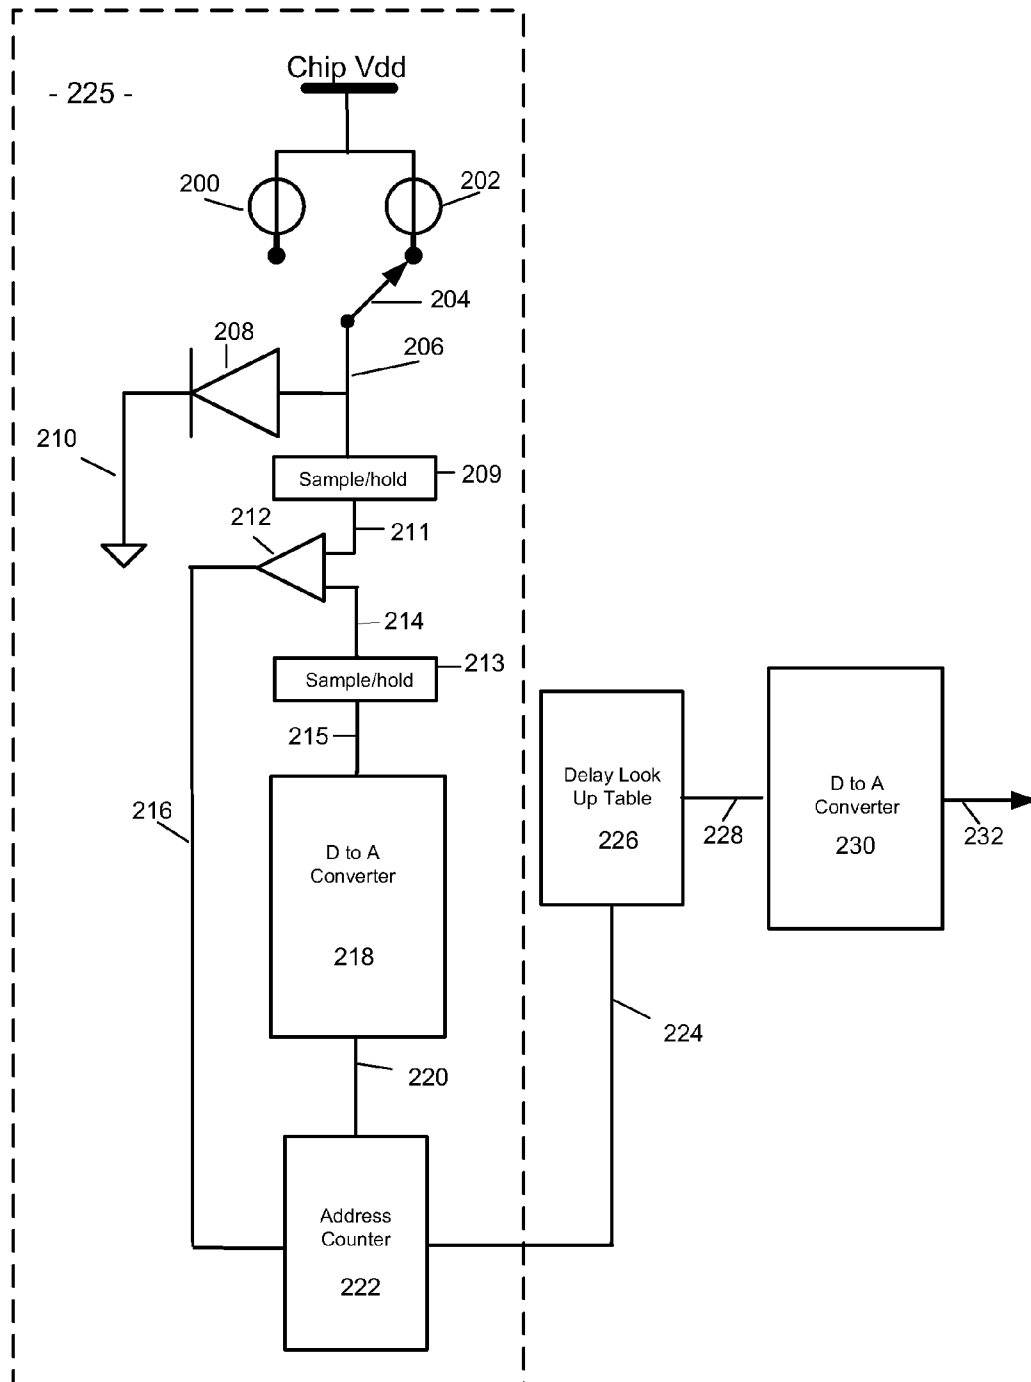 Chip Vdd
- 225 -
200
202
204
208
206
210
Sample/hold
209
212
211
214
213
Sample/hold
215
216
D to A
Converter
218
Delay Look
Up Table
226
228
D to A
Converter
230
232
224
220
Address
Counter
222